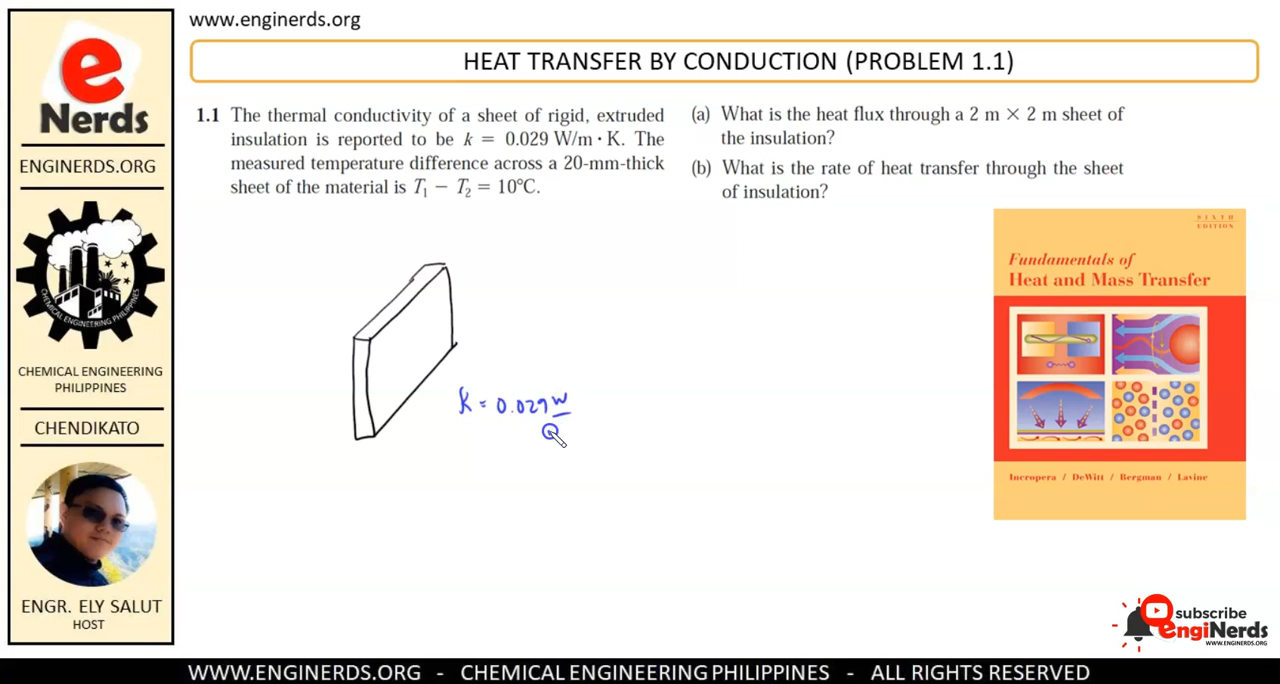 www.enginerds.org
e
Nerds
ENGINERDS.ORG
CHEMICAL ENGINEERING PHILIPPINES
CHEMICAL ENGINEERING
PHILIPPINES
CHENDIKATO
ENGR. ELY SALUT
HOST
HEAT TRANSFER BY CONDUCTION (PROBLEM 1.1)
1.1 The thermal conductivity of a sheet of rigid, extruded
insulation is reported to be k = 0.029 W/m · K. The
measured temperature difference across a 20-mm-thick
sheet of the material is T₁ − T₂ = 10°C.
(a) What is the heat flux through a 2 m × 2 m sheet of
the insulation?
(b) What is the rate of heat transfer through the sheet
of insulation?
k = 0.029 W
SIXTH
EDITION
Fundamentals of
Heat and Mass Transfer
Incropera / DeWitt / Bergman / Lavine
subscribe
EngiNerds
WWW.ENGINERDS.ORG
WWW.ENGINERDS.ORG - CHEMICAL ENGINEERING PHILIPPINES - ALL RIGHTS RESERVED